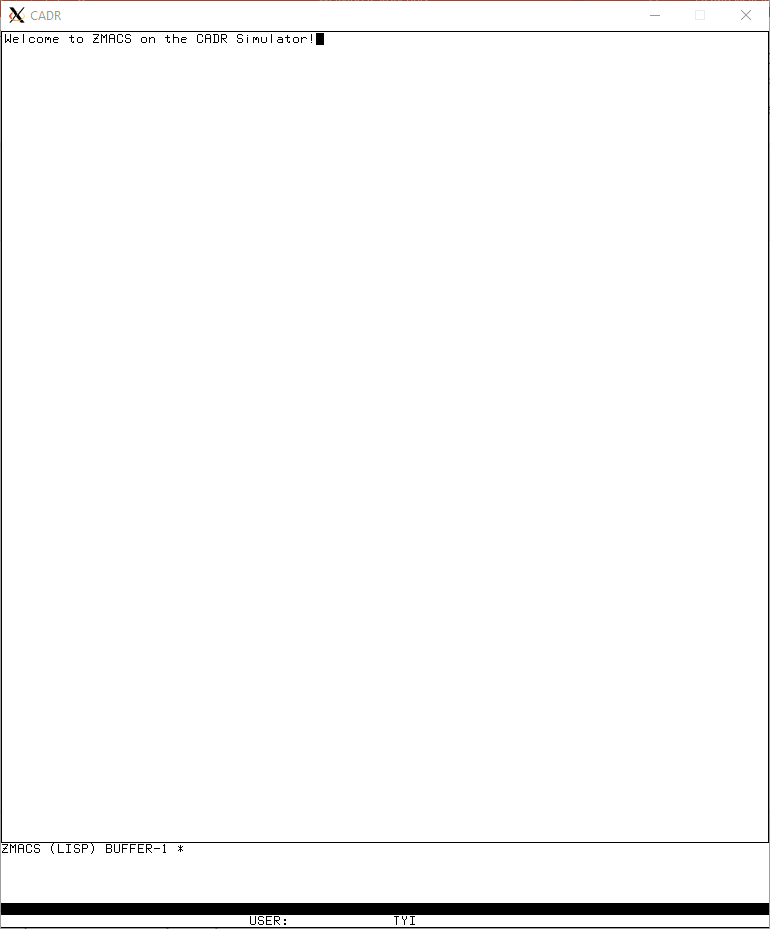 CADR
Welcome to ZMACS on the CADR Simulator!
ZMACS (LISP) BUFFER-1 *
USER: TYI